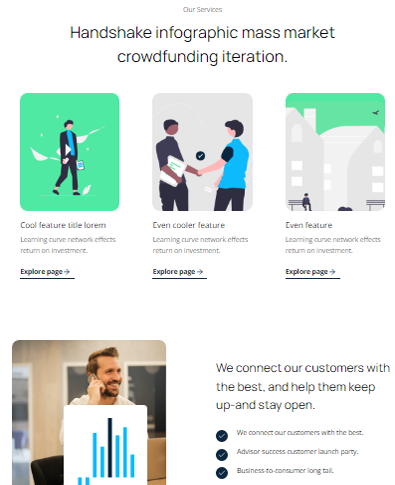 Our Services
Handshake infographic mass market
crowdfunding iteration.
Cool feature title lorem
Learning curve network effects
return on investment.
Explore page →
Even cooler feature
Learning curve network effects
return on investment.
Explore page →
Even feature
Learning curve network effects
return on investment.
Explore page →
We connect our customers with
the best, and help them keep
up-and stay open.
We connect our customers with the best.
Advisor success customer launch party.
Business-to-consumer long tail.